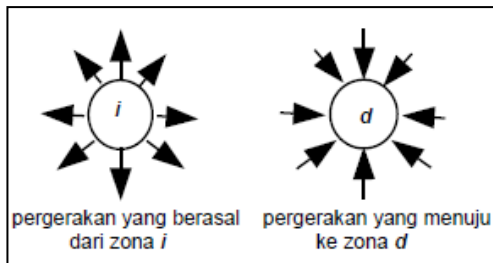 i
d
pergerakan yang berasal
dari zona i
pergerakan yang menuju
ke zona d